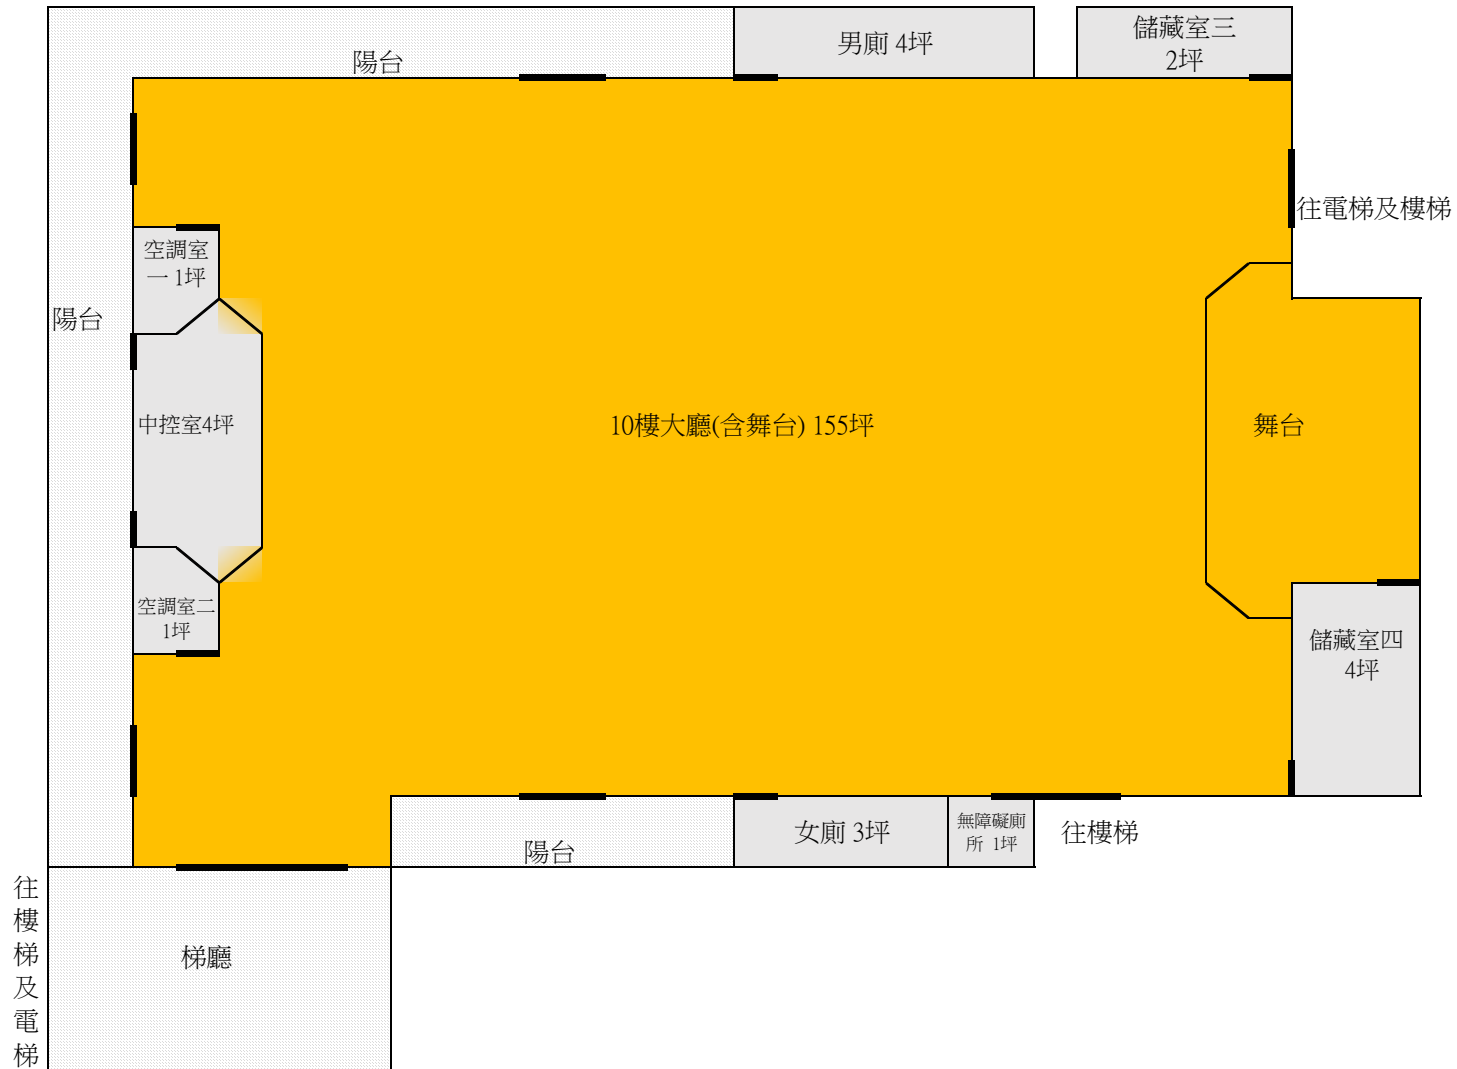 男廁 4坪
儲藏室三
2坪
陽台
往電梯及樓梯
空調室
一 1坪
陽台
中控室4坪
10樓大廳(含舞台) 155坪
舞台
空調室二
1坪
儲藏室四
4坪
女廁 3坪
無障礙廁
所 1坪
往樓梯
陽台
往
樓
梯
及
電
梯
梯廳